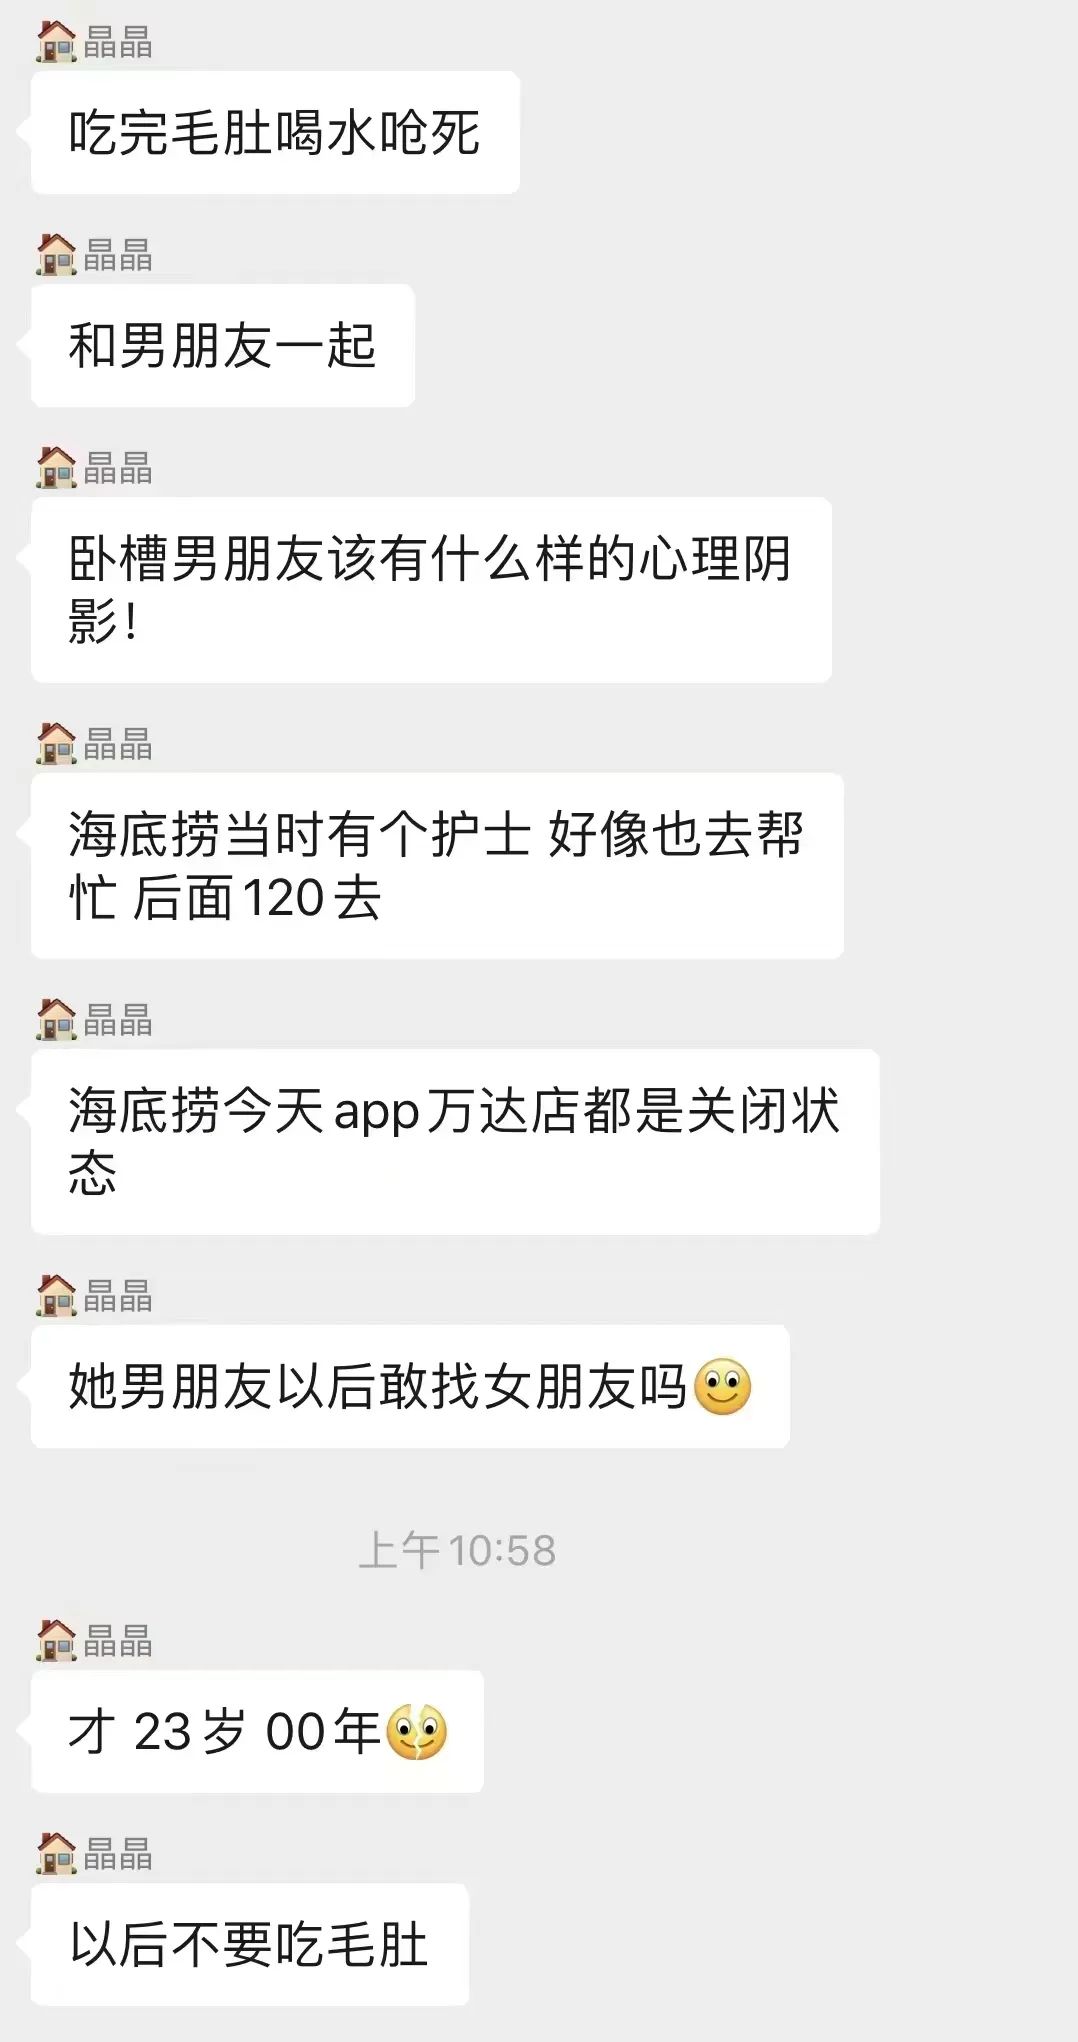 晶晶
吃完毛肚喝水呛死
晶晶
和男朋友一起
晶晶
卧槽男朋友该有什么样的心理阴
影！
晶晶
海底捞当时有个护士 好像也去帮
忙 后面120去
晶晶
海底捞今天app万达店都是关闭状
态
晶晶
她男朋友以后敢找女朋友吗
上午10:58
晶晶
才 23岁 00年
晶晶
以后不要吃毛肚